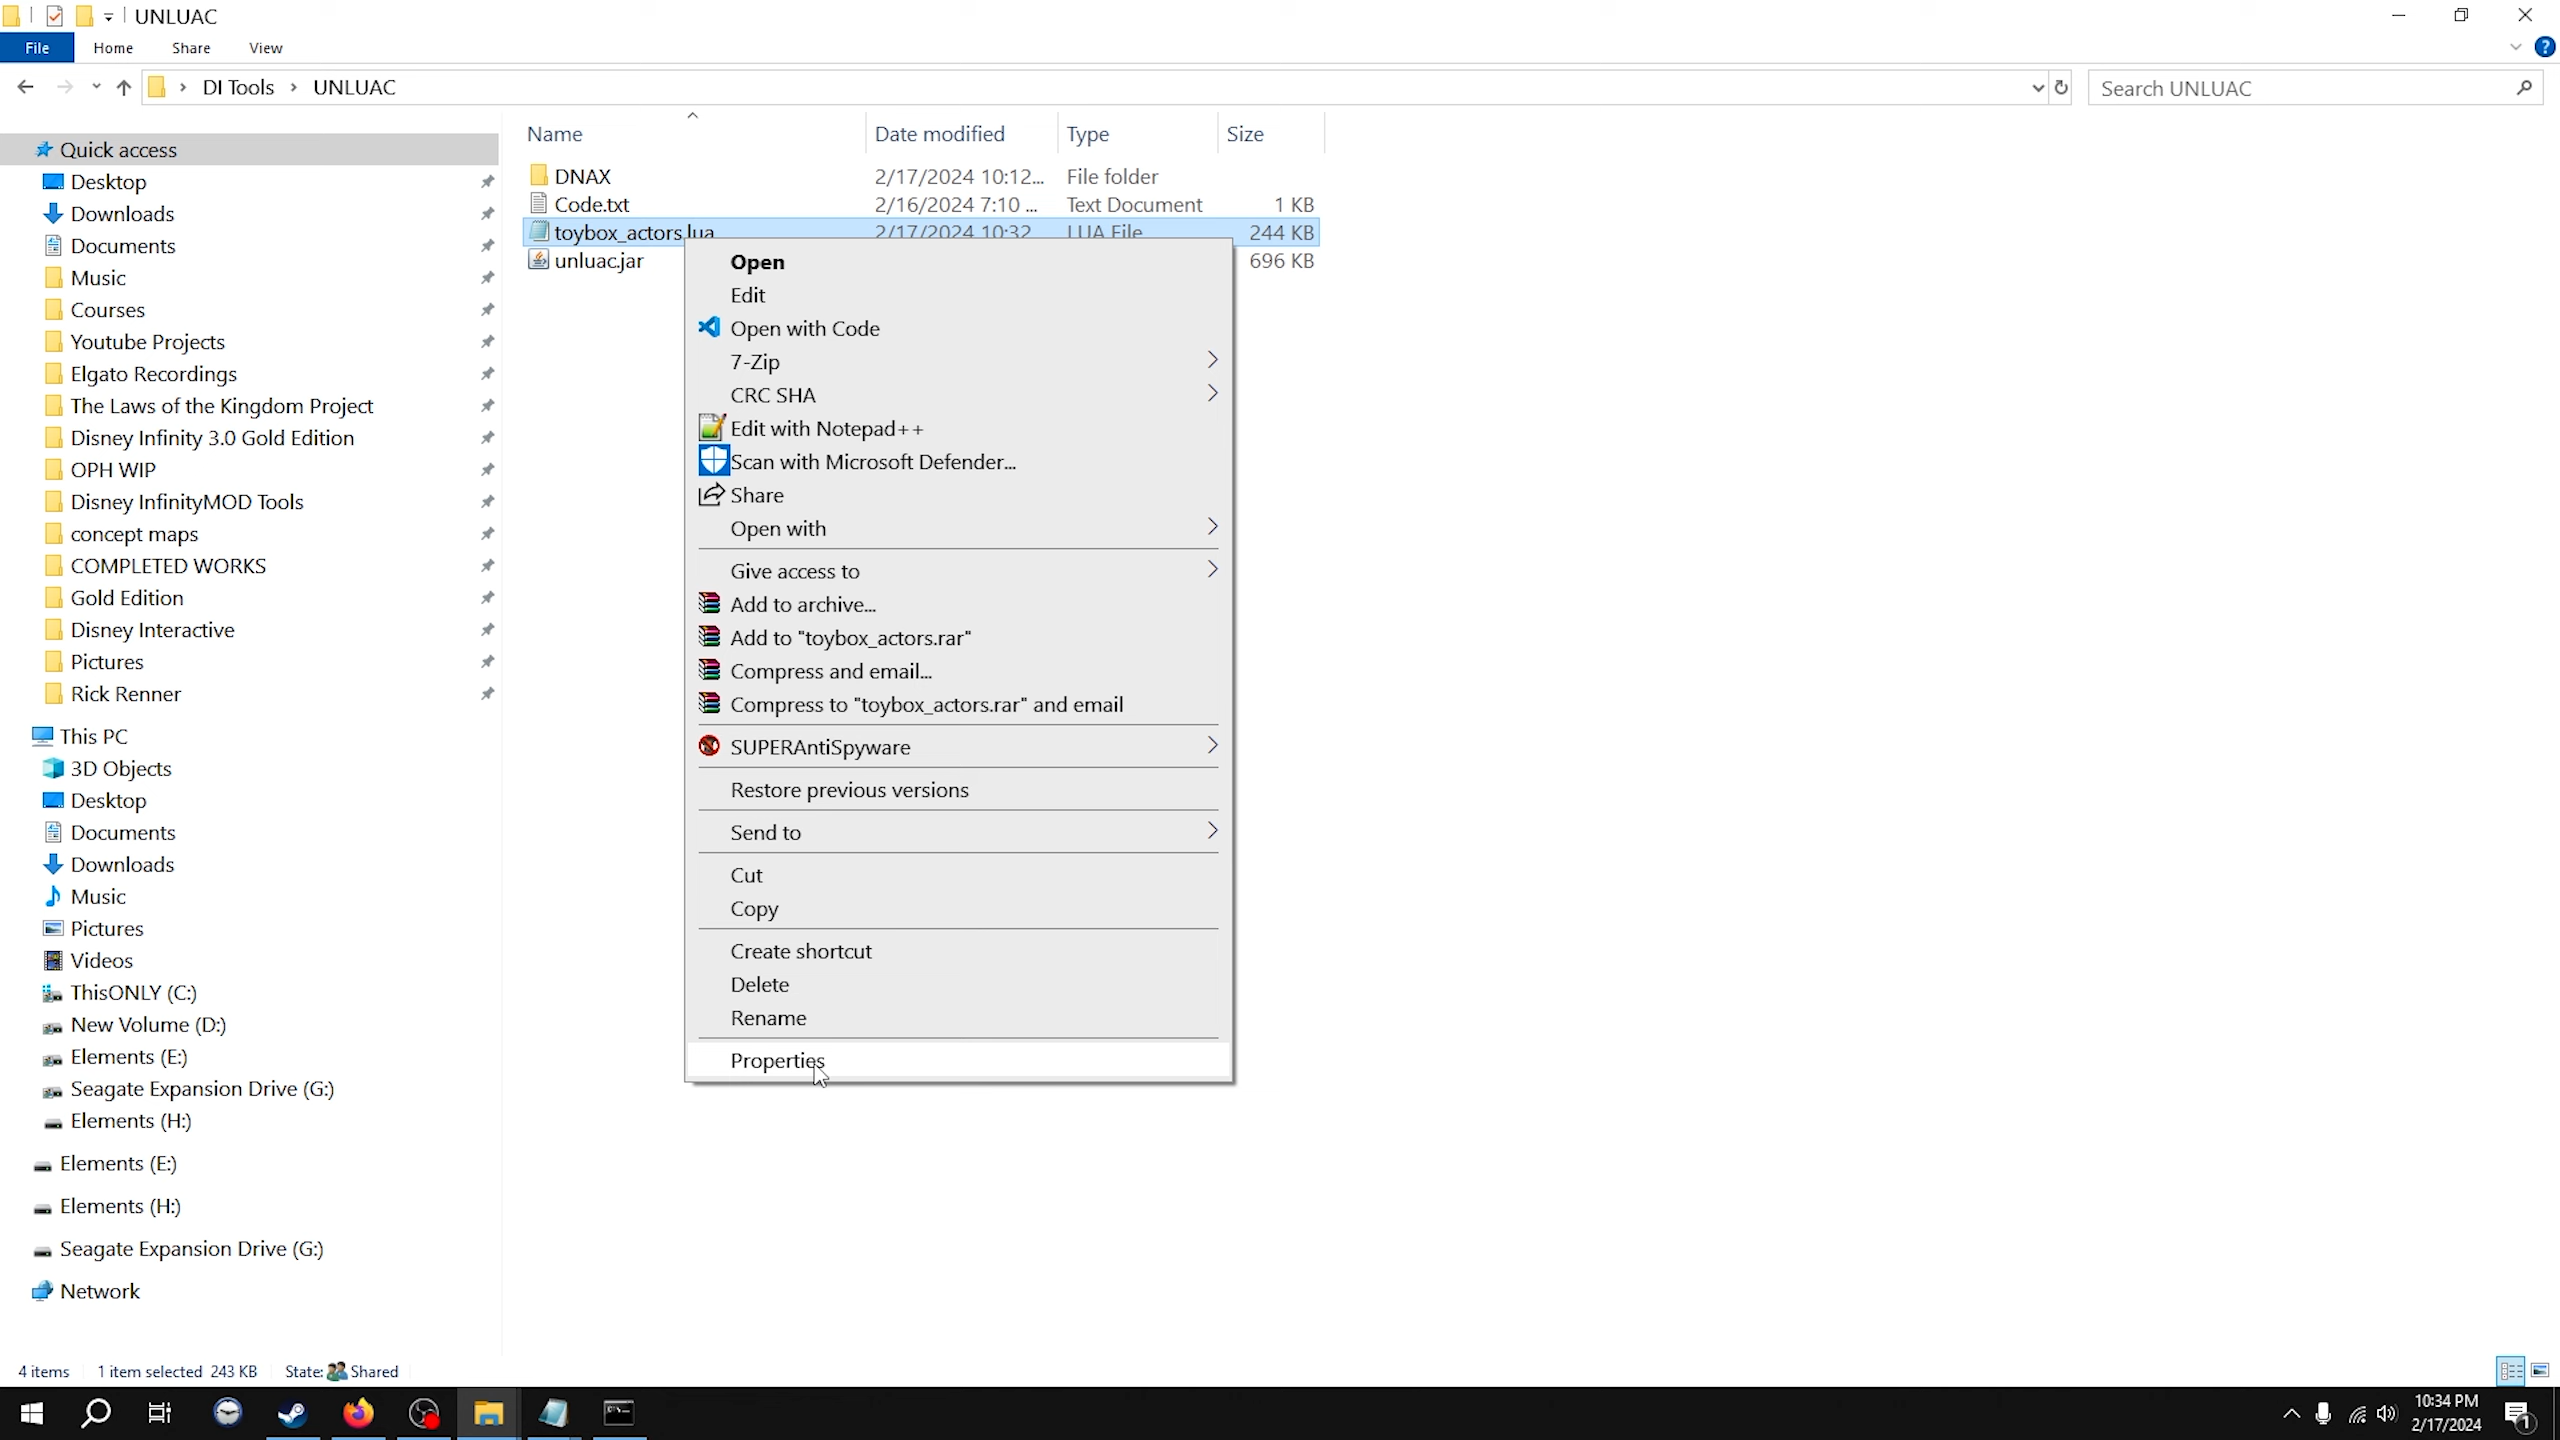 UNLUAC
File Home Share View
DI Tools UNLUAC
Search UNLUAC
Name Date modified Type Size
Quick access
Desktop
Downloads
Documents
Music
Courses
Youtube Projects
Elgato Recordings
The Laws of the Kingdom Project
Disney Infinity 3.0 Gold Edition
OPH WIP
Disney InfinityMOD Tools
concept maps
COMPLETED WORKS
Gold Edition
Disney Interactive
Pictures
Rick Renner
This PC
3D Objects
Desktop
Documents
Downloads
Music
Pictures
Videos
ThisONLY (C:)
New Volume (D:)
Elements (E:)
Seagate Expansion Drive (G:)
Elements (H:)
Elements (E:)
Elements (H:)
Seagate Expansion Drive (G:)
Network
DNAX 2/17/2024 10:12... File folder
Code.txt 2/16/2024 7:10 ... Text Document 1 KB
toybox_actors.lua 2/17/2024 10:32 LUA File 244 KB
unluac.jar 696 KB
Open
Edit
Open with Code
7-Zip
CRC SHA
Edit with Notepad++
Scan with Microsoft Defender...
Share
Open with
Give access to
Add to archive...
Add to "toybox_actors.rar"
Compress and email...
Compress to "toybox_actors.rar" and email
SUPERAntiSpyware
Restore previous versions
Send to
Cut
Copy
Create shortcut
Delete
Rename
Properties
4 items 1 item selected 243 KB State: Shared
10:34 PM
2/17/2024
1